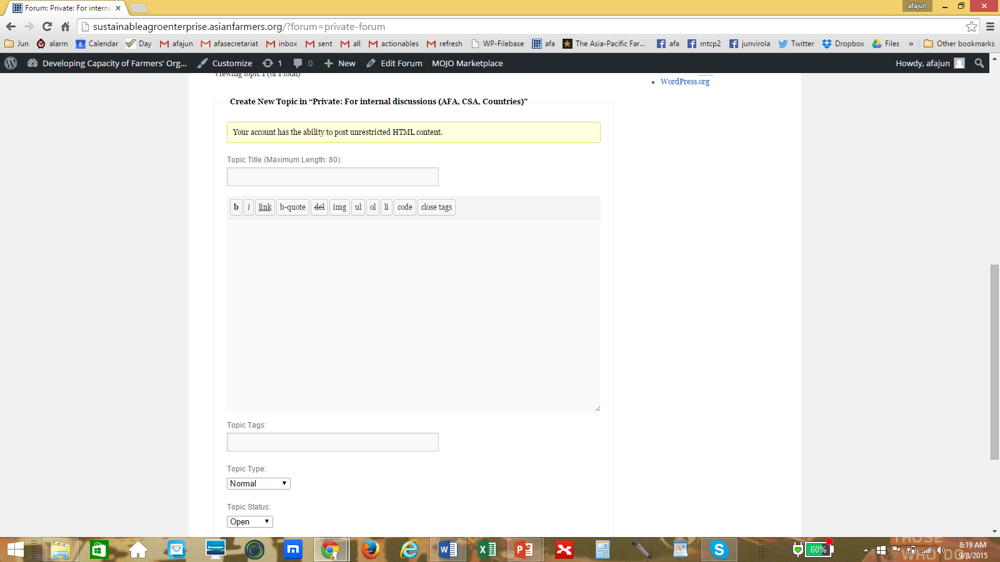 Forum: Private: For interna
afajun
sustainableagroenterprise.asianfarmers.org/?forum=private-forum
Jun alarm 6 Calendar Day afajun afasecretariat inbox sent all actionables refresh WP-Filebase afa The Asia-Pacific Far... afa mtcp2 junvirola Twitter Dropbox Files » Other bookmarks
Developing Capacity of Farmers' Org... Customize 1 0 New Edit Forum MOJO Marketplace Howdy, afajun
Viewing topic 1 (of 1 total)
WordPress.org
Create New Topic in “Private: For internal discussions (AFA, CSA, Countries)”
Your account has the ability to post unrestricted HTML content.
Topic Title (Maximum Length: 80):
b i link b-quote del img ul ol li code close tags
Topic Tags:
Topic Type:
Normal
Topic Status:
Open
THOSE
WHO DO
lenovo
60%
8:19 AM
9/8/2015